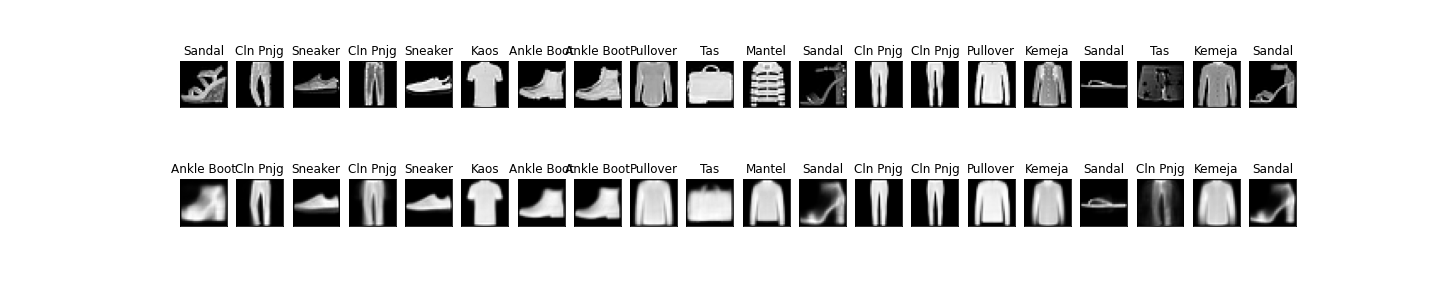 Sandal Cln Pnjg Sneaker Cln Pnjg Sneaker Kaos Ankle Boot Ankle Boot Pullover Tas Mantel Sandal Cln Pnjg Cln Pnjg Pullover Kemeja Sandal Tas Kemeja Sandal
Ankle Boot Cln Pnjg Sneaker Cln Pnjg Sneaker Kaos Ankle Boot Ankle Boot Pullover Tas Mantel Sandal Cln Pnjg Cln Pnjg Pullover Kemeja Sandal Cln Pnjg Kemeja Sandal